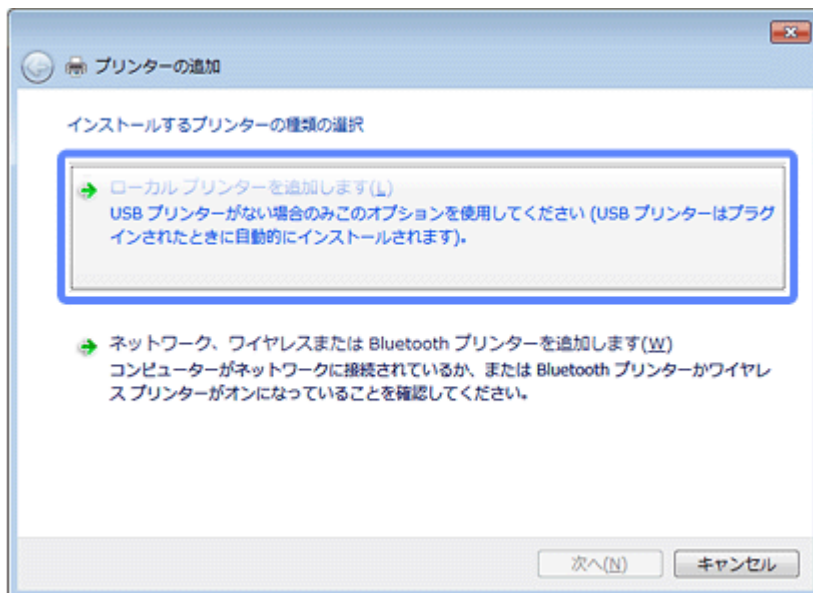 プリンターの追加
インストールするプリンターの種類の選択
ローカル プリンターを追加します(L)
USB プリンターがない場合のみこのオプションを使用してください (USB プリンターはプラグ
インされたときに自動的にインストールされます)。
ネットワーク、ワイヤレスまたは Bluetooth プリンターを追加します(W)
コンピューターがネットワークに接続されているか、または Bluetooth プリンターかワイヤレ
ス プリンターがオンになっていることを確認してください。
次へ(N)
キャンセル